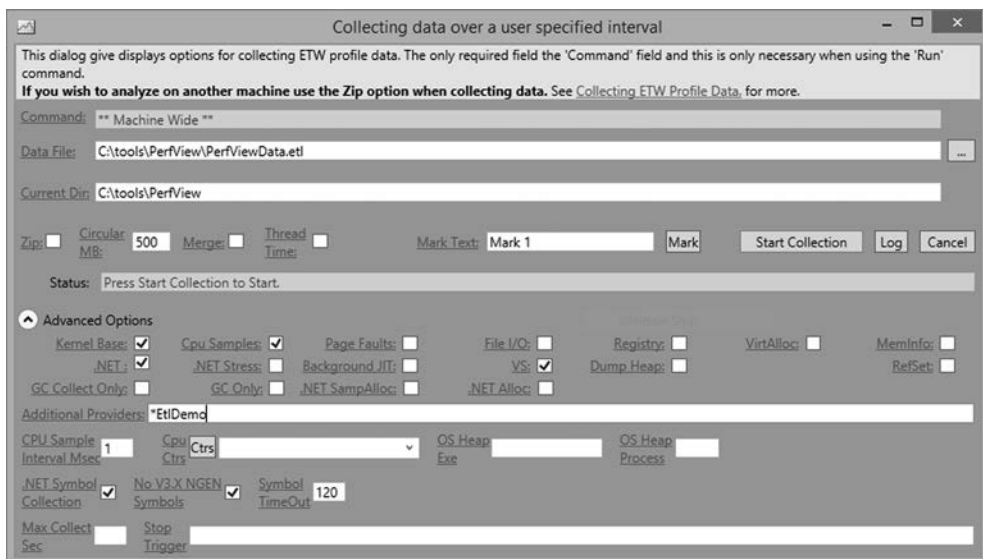 Collecting data over a user specified interval
This dialog give displays options for collecting ETW profile data. The only required field the 'Command' field and this is only necessary when using the 'Run'
command.
If you wish to analyze on another machine use the Zip option when collecting data. See Collecting ETW Profile Data. for more.
Command: ** Machine Wide **
Data File: C:\tools\PerfView\PerfViewData.etl ...
Current Dir: C:\tools\PerfView
Zip: Circular MB: 500 Merge: Thread Time: Mark Text: Mark 1 Mark Start Collection Log Cancel
Status: Press Start Collection to Start.
Advanced Options
Kernel Base: Cpu Samples: Page Faults: File I/O: Registry: VirtAlloc: MemInfo:
.NET: .NET Stress: Background JIT: VS: Dump Heap: RefSet:
GC Collect Only: GC Only: .NET SampAlloc: .NET Alloc:
Additional Providers: *EtlDemo
CPU Sample Interval Msec 1 Cpu Ctrs Ctrs OS Heap Exe OS Heap Process
.NET Symbol Collection No V3.X NGEN Symbols Symbol TimeOut 120
Max Collect Sec Stop Trigger